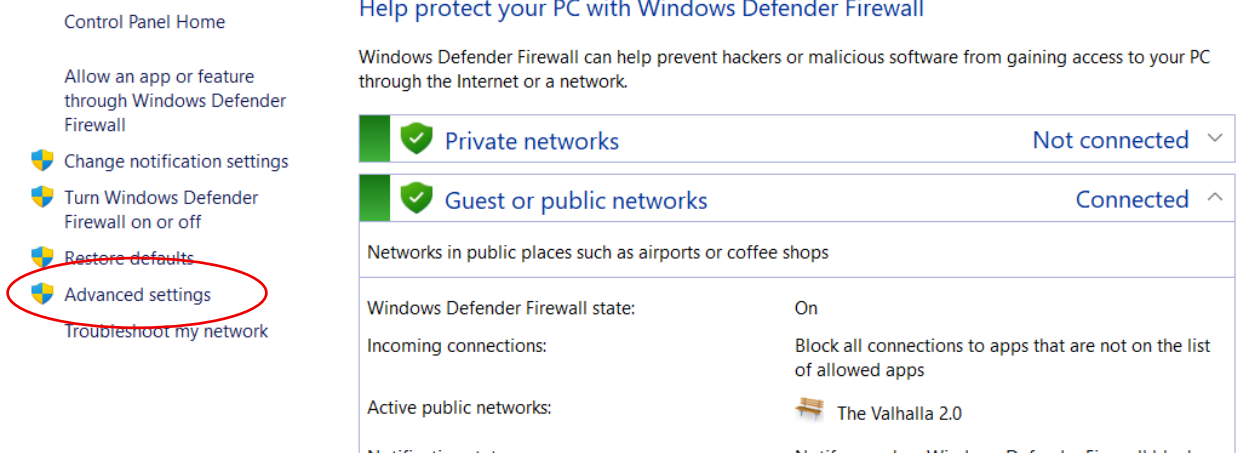 Control Panel Home
Allow an app or feature
through Windows Defender
Firewall
Change notification settings
Turn Windows Defender
Firewall on or off
Restore defaults
Advanced settings
Troubleshoot my network
Help protect your PC with Windows Defender Firewall
Windows Defender Firewall can help prevent hackers or malicious software from gaining access to your PC
through the Internet or a network.
Private networks Not connected
Guest or public networks Connected
Networks in public places such as airports or coffee shops
Windows Defender Firewall state: On
Incoming connections: Block all connections to apps that are not on the list
of allowed apps
Active public networks: The Valhalla 2.0